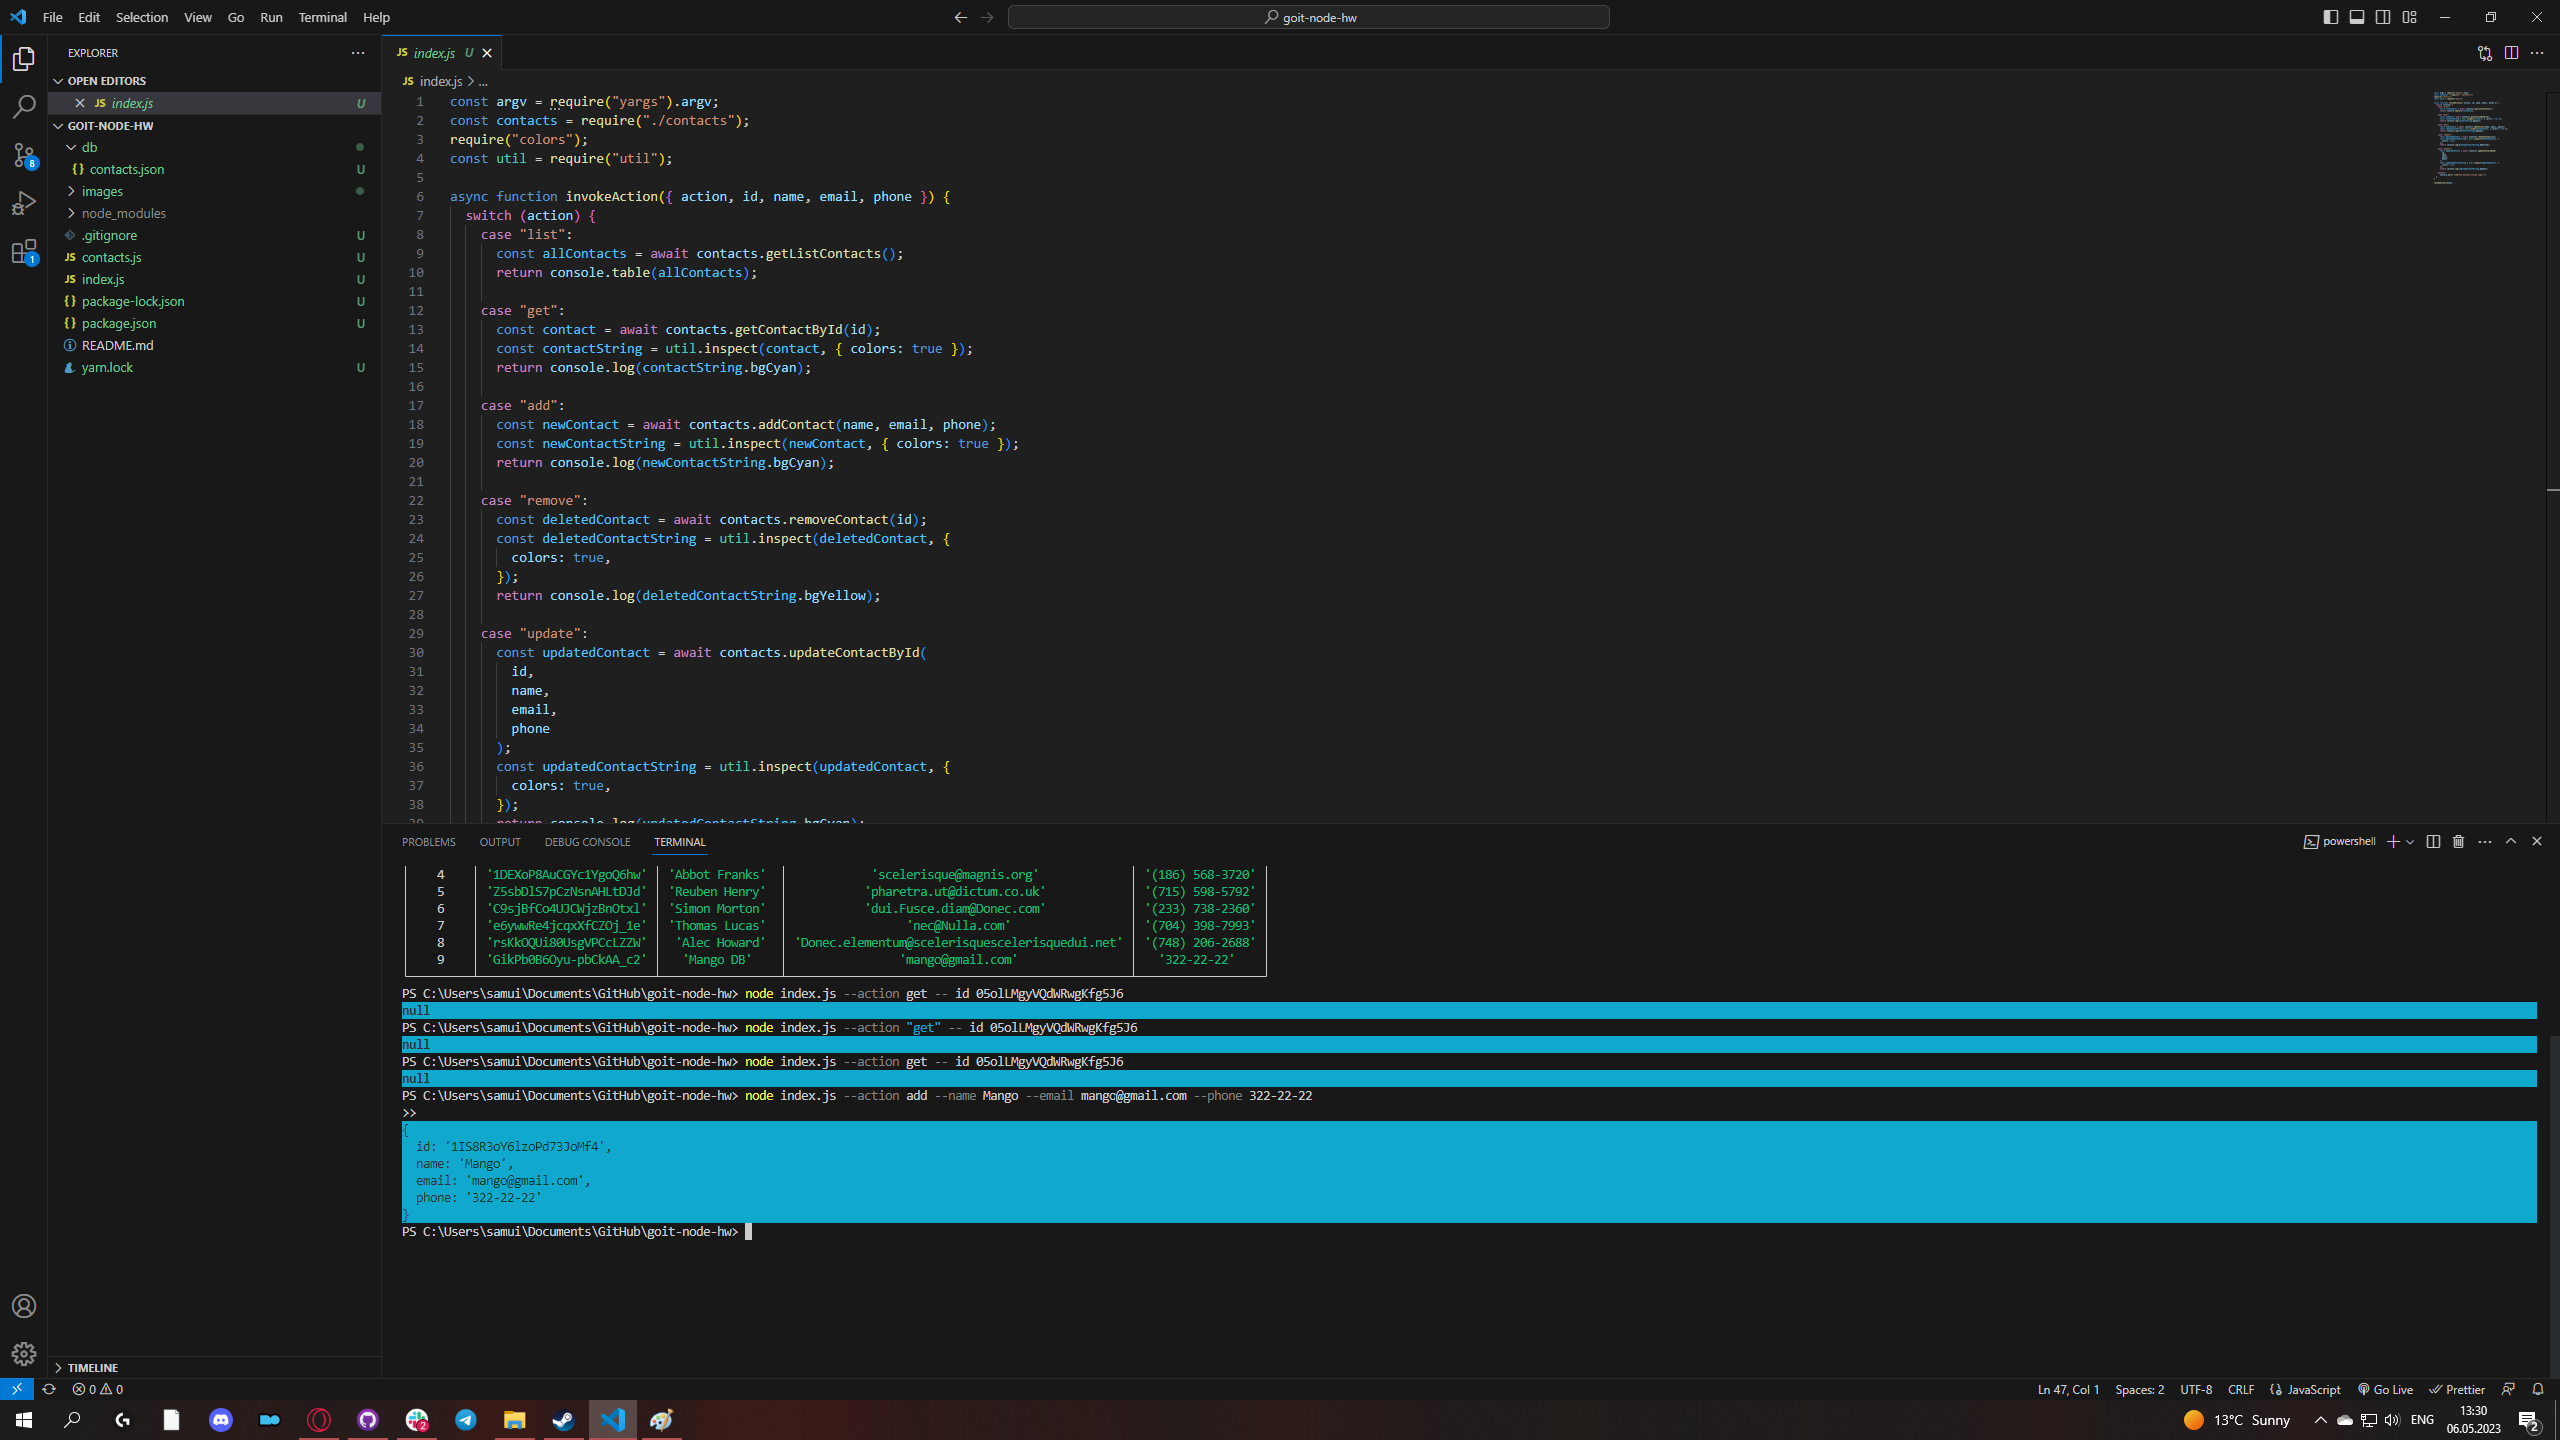 File Edit Selection View Go Run Terminal Help
goit-node-hw
EXPLORER
OPEN EDITORS
JS index.js U
GOIT-NODE-HW
db
{} contacts.json U
images
node_modules
.gitignore U
JS contacts.js U
JS index.js U
{} package-lock.json U
{} package.json U
README.md
yarn.lock U
TIMELINE
8
1
JS index.js U
JS index.js > ...
1 const argv = require("yargs").argv;
2 const contacts = require("./contacts");
3 require("colors");
4 const util = require("util");
5
6 async function invokeAction({ action, id, name, email, phone }) {
7 switch (action) {
8 case "list":
9 const allContacts = await contacts.getListContacts();
10 return console.table(allContacts);
11
12 case "get":
13 const contact = await contacts.getContactById(id);
14 const contactString = util.inspect(contact, { colors: true });
15 return console.log(contactString.bgCyan);
16
17 case "add":
18 const newContact = await contacts.addContact(name, email, phone);
19 const newContactString = util.inspect(newContact, { colors: true });
20 return console.log(newContactString.bgCyan);
21
22 case "remove":
23 const deletedContact = await contacts.removeContact(id);
24 const deletedContactString = util.inspect(deletedContact, {
25 colors: true,
26 });
27 return console.log(deletedContactString.bgYellow);
28
29 case "update":
30 const updatedContact = await contacts.updateContactById(
31 id,
32 name,
33 email,
34 phone
35 );
36 const updatedContactString = util.inspect(updatedContact, {
37 colors: true,
38 });
39 return console.log(updatedContactString.bgCyan);
PROBLEMS OUTPUT DEBUG CONSOLE TERMINAL
powershell
4 '1DEXoP8AuCGYc1YgoQ6hw' 'Abbot Franks' 'scelerisque@magnis.org' '(186) 568-3720'
5 'Z5sbDlS7pCzNsnAHLtDJd' 'Reuben Henry' 'pharetra.ut@dictum.co.uk' '(715) 598-5792'
6 'C9sjBfCo4UJCWjzBnOtxl' 'Simon Morton' 'dui.Fusce.diam@Donec.com' '(233) 738-2360'
7 'e6ywwRe4jcqxXfCZOj_1e' 'Thomas Lucas' 'nec@Nulla.com' '(704) 398-7993'
8 'rsKkOQUi80UsgVPCcLZZW' 'Alec Howard' 'Donec.elementum@scelerisquescelerisquedui.net' '(748) 206-2688'
9 'GikPb0B6Oyu-pbCkAA_c2' 'Mango DB' 'mango@gmail.com' '322-22-22'
PS C:\Users\samui\Documents\GitHub\goit-node-hw> node index.js --action get -- id 05olLMgyVQdWRwgKfg5J6
null
PS C:\Users\samui\Documents\GitHub\goit-node-hw> node index.js --action "get" -- id 05olLMgyVQdWRwgKfg5J6
null
PS C:\Users\samui\Documents\GitHub\goit-node-hw> node index.js --action get -- id 05olLMgyVQdWRwgKfg5J6
null
PS C:\Users\samui\Documents\GitHub\goit-node-hw> node index.js --action add --name Mango --email mango@gmail.com --phone 322-22-22
>>
{
id: '1IS8R3oY6lzoPd73JoMf4',
name: 'Mango',
email: 'mango@gmail.com',
phone: '322-22-22'
}
PS C:\Users\samui\Documents\GitHub\goit-node-hw>
0 0
Ln 47, Col 1 Spaces: 2 UTF-8 CRLF {} JavaScript Go Live Prettier
2
13°C Sunny
ENG
13:30
06.05.2023
2